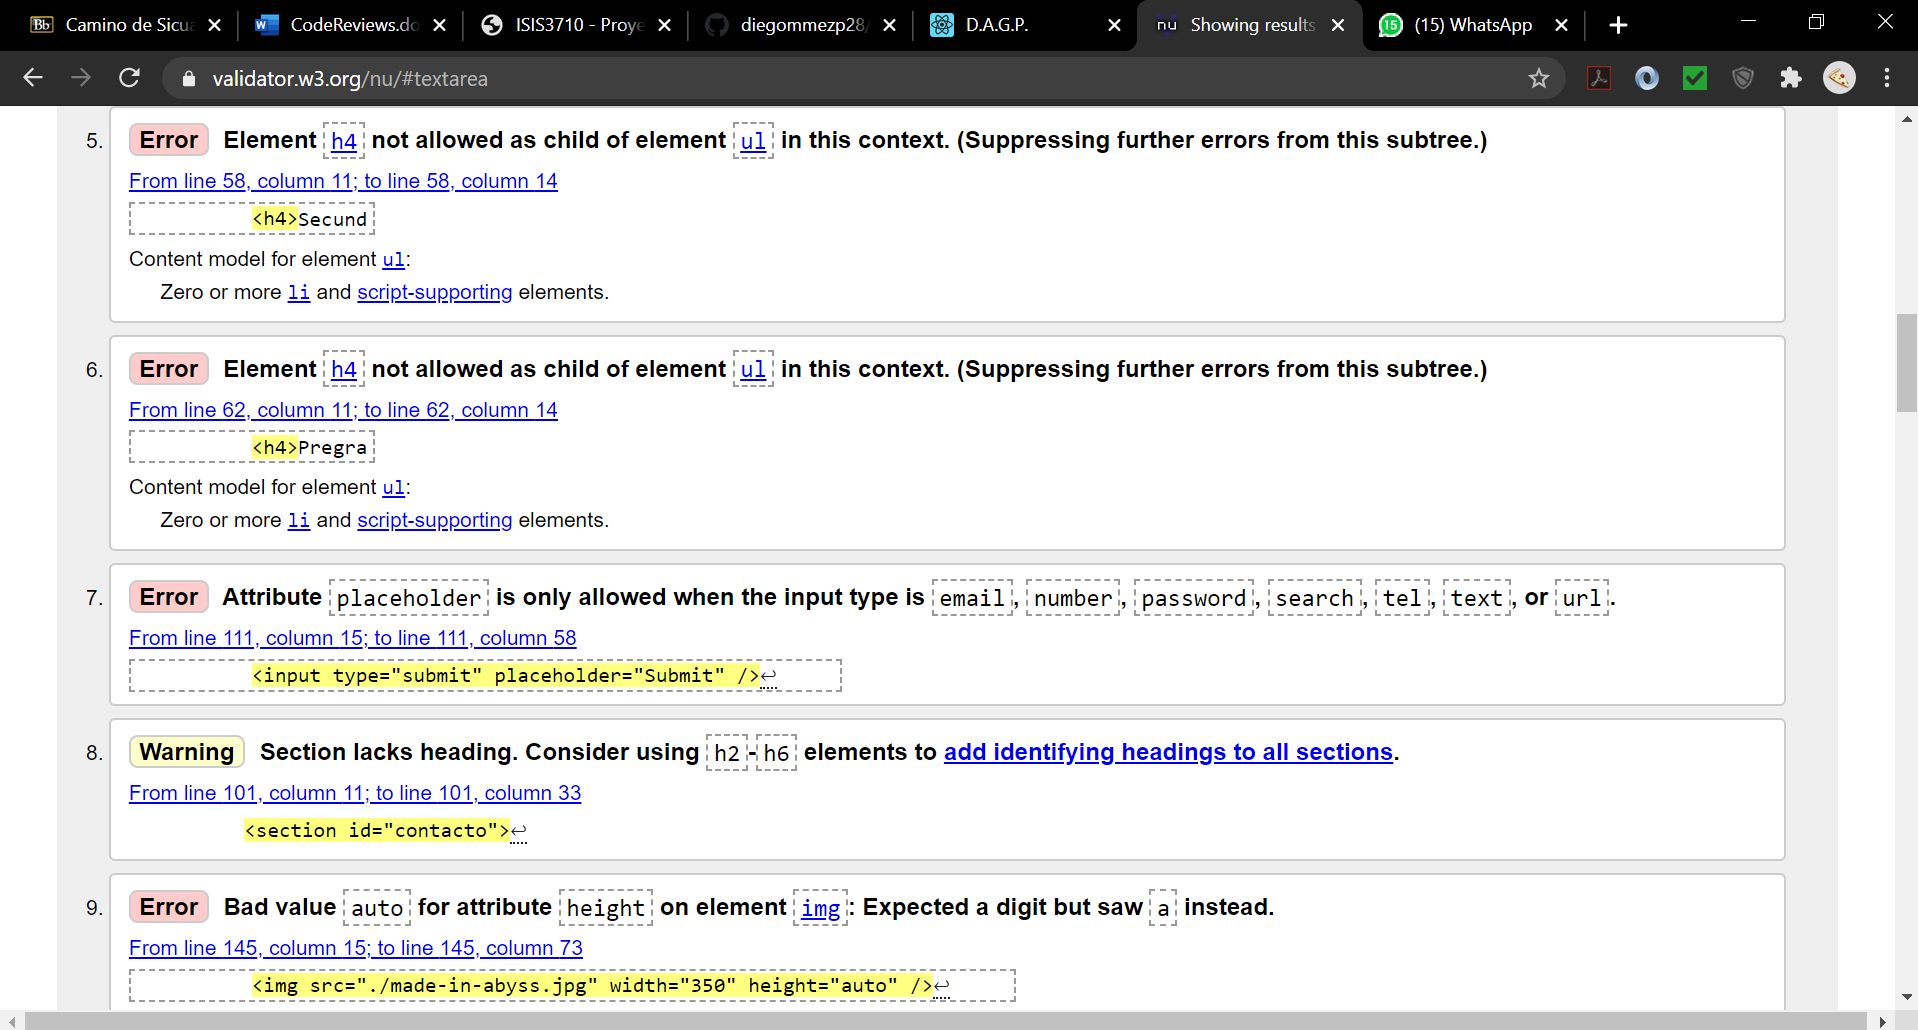 Camino de Sicua
CodeReviews.do
ISIS3710 - Proye
diegommezp28/
D.A.G.P.
nu Showing results
15 (15) WhatsApp
validator.w3.org/nu/#textarea
5. Error Element h4 not allowed as child of element ul in this context. (Suppressing further errors from this subtree.)
From line 58, column 11; to line 58, column 14
<h4>Secund
Content model for element ul:
Zero or more li and script-supporting elements.
6. Error Element h4 not allowed as child of element ul in this context. (Suppressing further errors from this subtree.)
From line 62, column 11; to line 62, column 14
<h4>Pregra
Content model for element ul:
Zero or more li and script-supporting elements.
7. Error Attribute placeholder is only allowed when the input type is email, number, password, search, tel, text, or url.
From line 111, column 15; to line 111, column 58
<input type="submit" placeholder="Submit" />↩
8. Warning Section lacks heading. Consider using h2-h6 elements to add identifying headings to all sections.
From line 101, column 11; to line 101, column 33
<section id="contacto">↩
9. Error Bad value auto for attribute height on element img: Expected a digit but saw a instead.
From line 145, column 15; to line 145, column 73
<img src="./made-in-abyss.jpg" width="350" height="auto" />↩